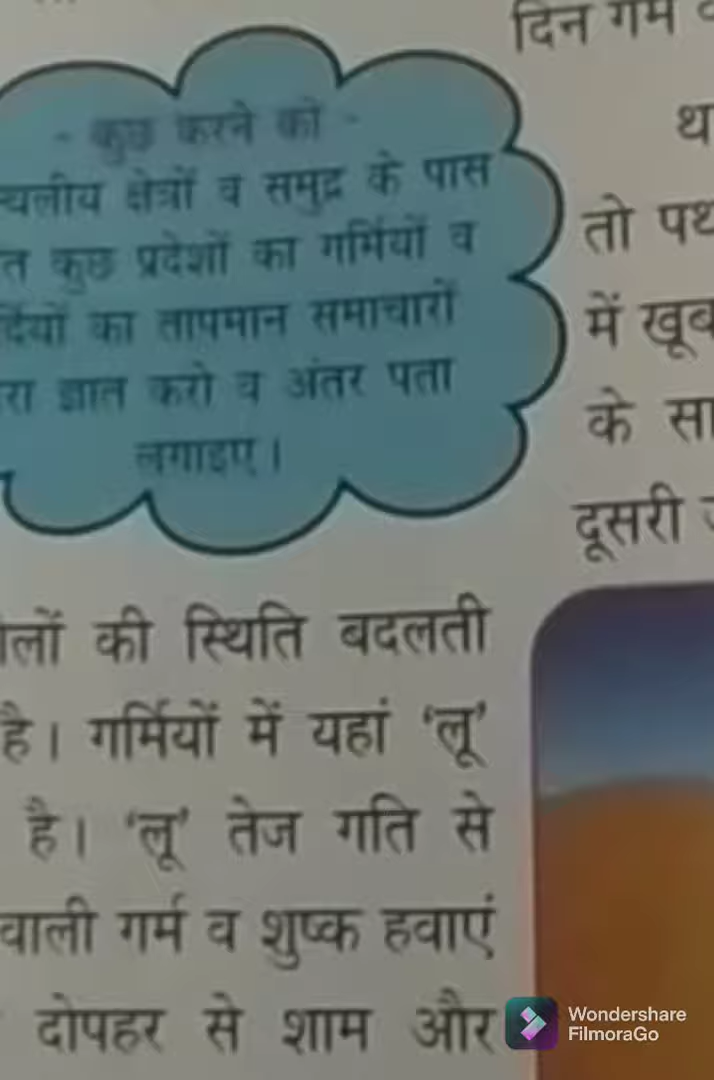 - कुछ करने को -
चलीय क्षेत्रों व समुद्र के पास
त कुछ प्रदेशों का गर्मियों व
र्दियों का तापमान समाचारों
रा ज्ञात करो व अंतर पता
लगाइए।
लों की स्थिति बदलती
है। गर्मियों में यहां ‘लू’
है। ‘लू’ तेज गति से
वाली गर्म व शुष्क हवाएं
दोपहर से शाम और
दिन गर्म
थ
तो पथ
में खूब
के सा
दूसरी
Wondershare
FilmoraGo